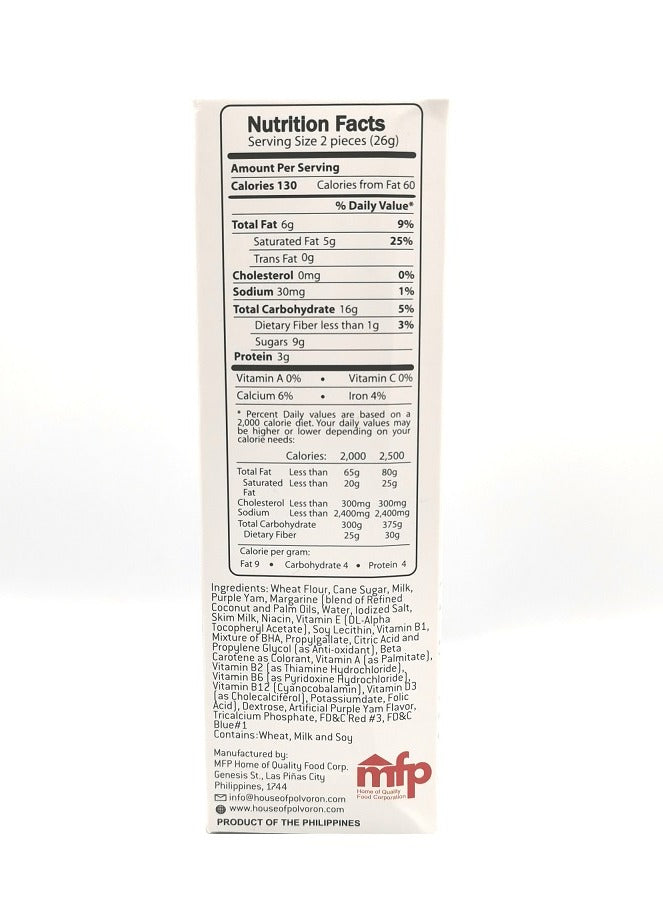 Nutrition Facts
Serving Size 2 pieces (26g)
Amount Per Serving
Calories 130 Calories from Fat 60
% Daily Value*
Total Fat 6g 9%
Saturated Fat 5g 25%
Trans Fat 0g
Cholesterol 0mg 0%
Sodium 30mg 1%
Total Carbohydrate 16g 5%
Dietary Fiber less than 1g 3%
Sugars 9g
Protein 3g
Vitamin A 0% • Vitamin C 0%
Calcium 6% • Iron 4%
* Percent Daily values are based on a
2,000 calorie diet. Your daily values may
be higher or lower depending on your
calorie needs:
Calories: 2,000 2,500
Total Fat Less than 65g 80g
Saturated Less than 20g 25g
Fat
Cholesterol Less than 300mg 300mg
Sodium Less than 2,400mg 2,400mg
Total Carbohydrate 300g 375g
Dietary Fiber 25g 30g
Calorie per gram:
Fat 9 • Carbohydrate 4 • Protein 4
Ingredients: Wheat Flour, Cane Sugar, Milk,
Purple Yam, Margarine (blend of Refined
Coconut and Palm Oils, Water, Iodized Salt,
Skim Milk, Niacin, Vitamin E (DL-Alpha
Tocopheryl Acetate), Soy Lecithin, Vitamin B1,
Mixture of BHA, Propylgallate, Citric Acid and
Propylene Glycol (as Anti-oxidant), Beta
Carotene as Colorant, Vitamin A (as Palmitate),
Vitamin B2 (as Thiamine Hydrochloride),
Vitamin B6 (as Pyridoxine Hydrochloride),
Vitamin B12 (Cyanocobalamin), Vitamin D3
(as Cholecalciferol), Potassiumdate, Folic
Acid), Dextrose, Artificial Purple Yam Flavor,
Tricalcium Phosphate, FD&C Red #3, FD&C
Blue#1
Contains:Wheat, Milk and Soy
Manufactured by:
MFP Home of Quality Food Corp.
Genesis St., Las Piñas City
Philippines, 1744
info@houseofpolvoron.com
www.houseofpolvoron.com
PRODUCT OF THE PHILIPPINES
mfp
Home of Quality
Food Corporation